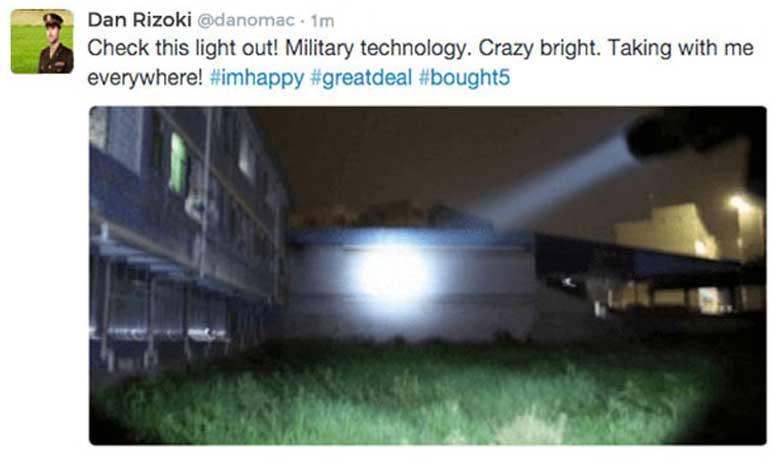 Dan Rizoki @danomac · 1m
Check this light out! Military technology. Crazy bright. Taking with me
everywhere! #imhappy #greatdeal #bought5